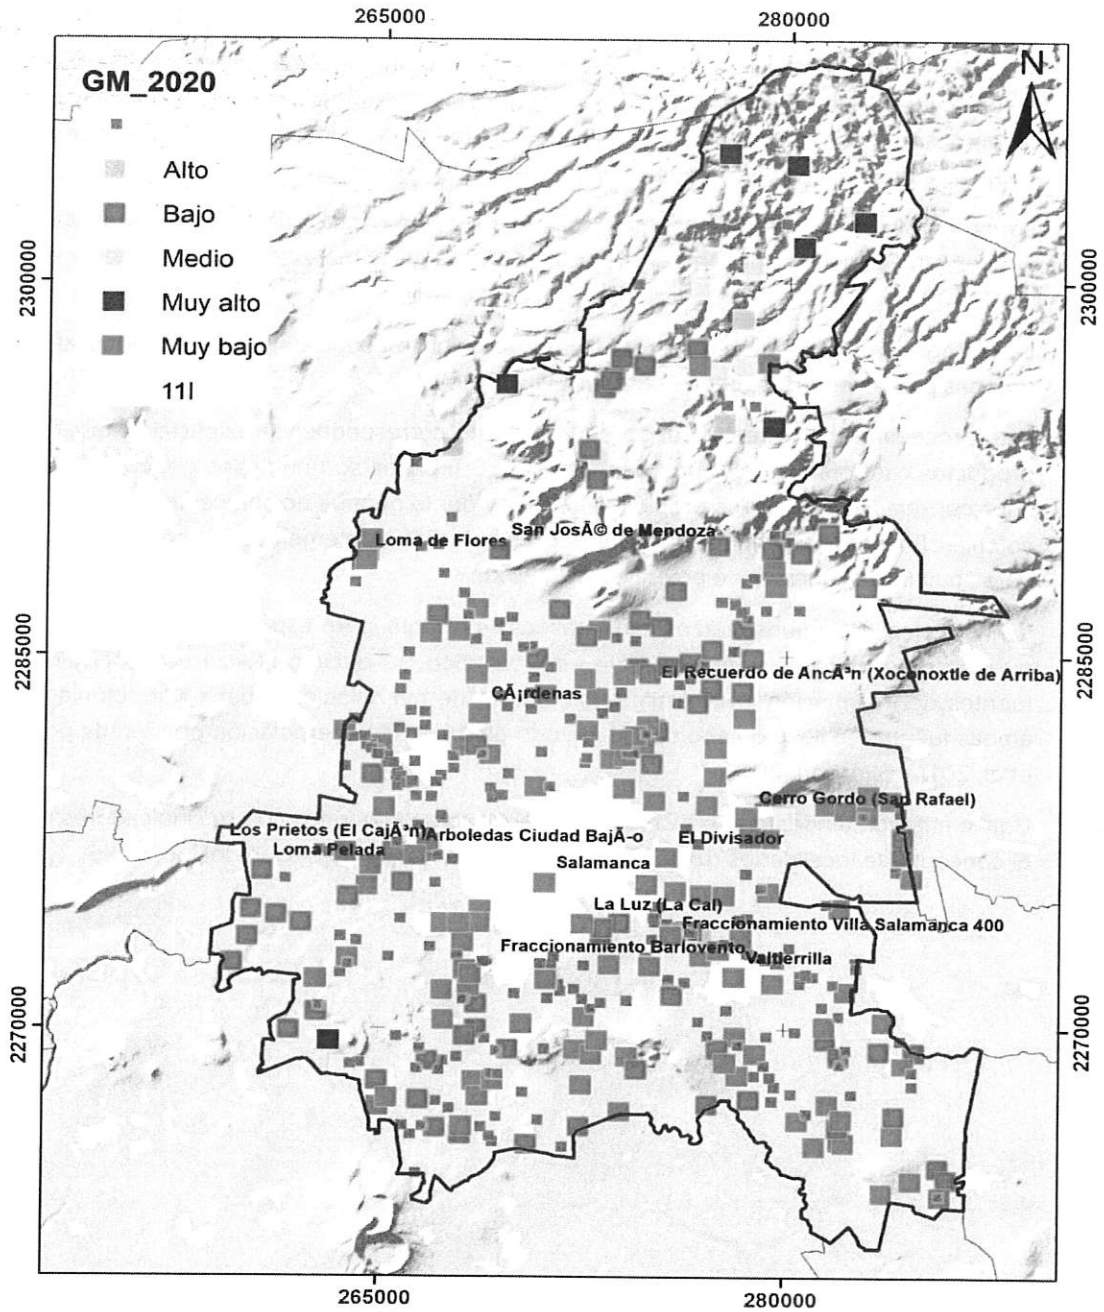 265000
280000
N
GM_2020
Alto
Bajo
Medio
Muy alto
Muy bajo
11l
2300000
2300000
San JosÃ© de Mendoza
Loma de Flores
2285000
2285000
El Recuerdo de AncÃ³n (Xoconoxtle de Arriba)
CÃ¡rdenas
Cerro Gordo (San Rafael)
Los Prietos (El CajÃ³n)
Arboledas Ciudad BajÃ-o
El Divisador
Loma Pelada
Salamanca
La Luz (La Cal)
Fraccionamiento Villa Salamanca 400
Fraccionamiento Barlovento
Valtierrilla
2270000
2270000
265000
280000